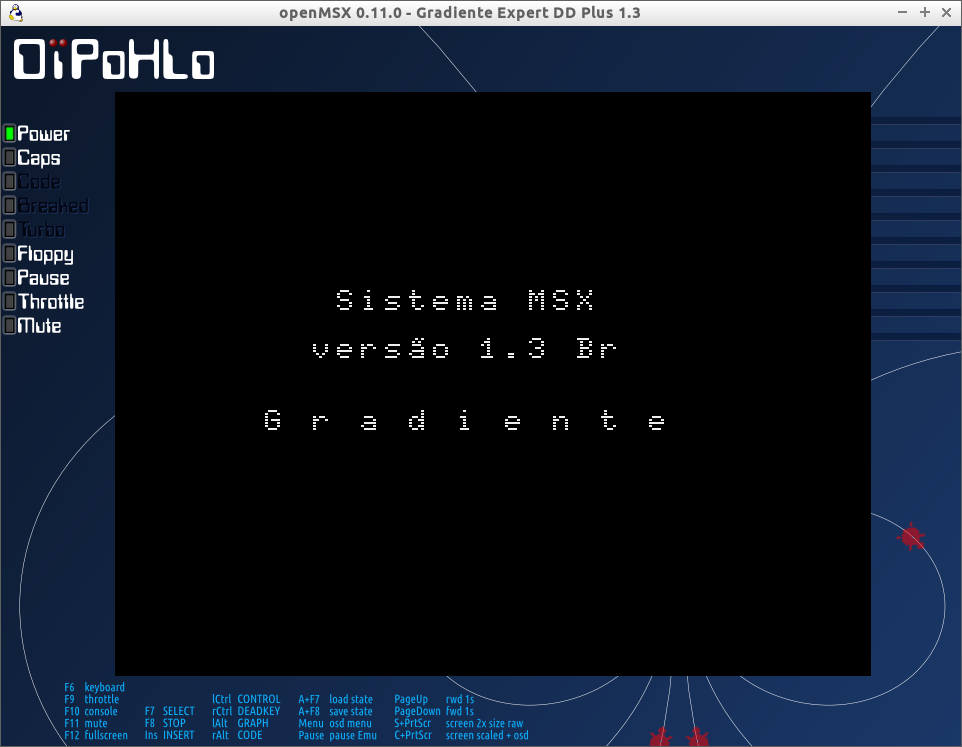 openMSX 0.11.0 - Gradiente Expert DD Plus 1.3
DïPoHLo
Power
Caps
Code
Breaked
Turbo
Floppy
Pause
Throttle
Mute
Sistema MSX
versão 1.3 Br
G r a d i e n t e
F6 keyboard
F9 throttle lCtrl CONTROL A+F7 load state PageUp rwd 1s
F10 console F7 SELECT rCtrl DEADKEY A+F8 save state PageDown fwd 1s
F11 mute F8 STOP lAlt GRAPH Menu osd menu S+PrtScr screen 2x size raw
F12 fullscreen Ins INSERT rAlt CODE Pause pause Emu C+PrtScr screen scaled + osd